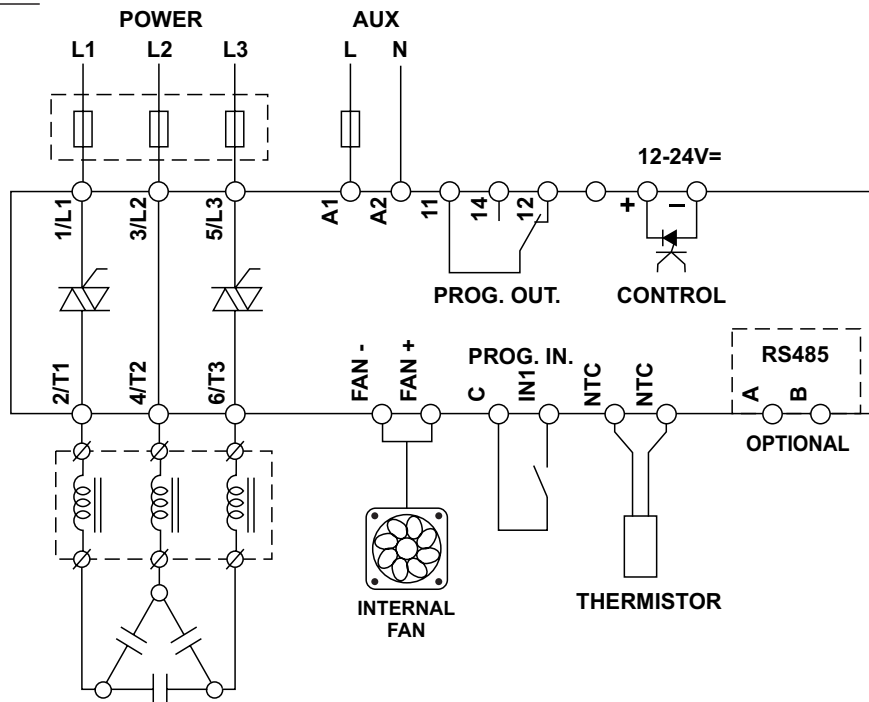 POWER AUX
L1 L2 L3 L N
12-24V=
1/L1 3/L2 5/L3 A1 A2 11 14 12 + −
PROG. OUT. CONTROL
2/T1 4/T2 6/T3 FAN - FAN + C IN1 NTC NTC A B
PROG. IN. RS485
OPTIONAL
INTERNAL
FAN
THERMISTOR